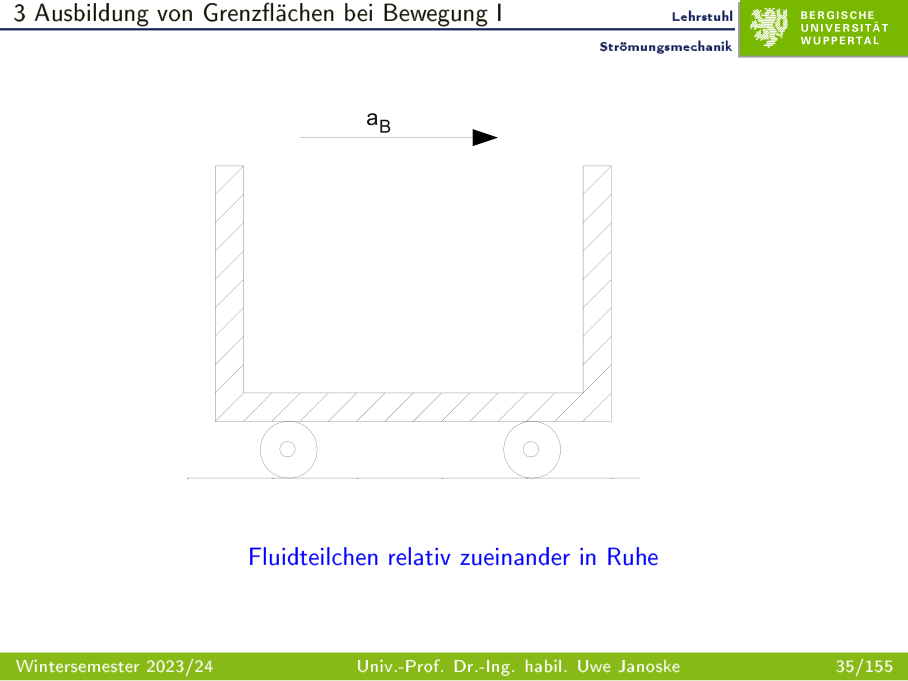 3 Ausbildung von Grenzflächen bei Bewegung I
Lehrstuhl
Strömungsmechanik
BERGISCHE
UNIVERSITÄT
WUPPERTAL
aB
Fluidteilchen relativ zueinander in Ruhe
Wintersemester 2023/24
Univ.-Prof. Dr.-Ing. habil. Uwe Janoske
35/155